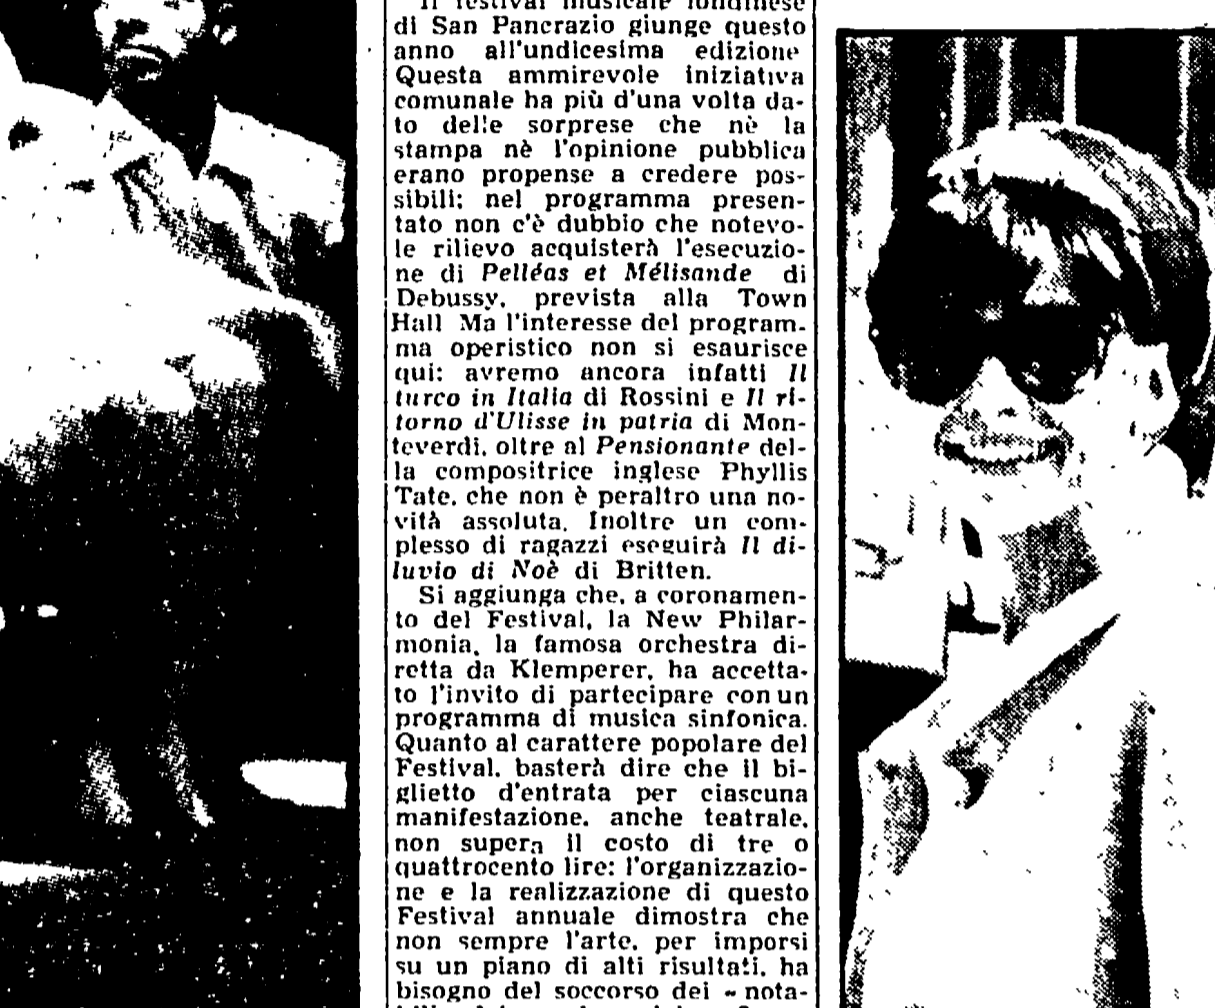 Il festival musicale londinese
di San Pancrazio giunge questo
anno all'undicesima edizione
Questa ammirevole iniziativa
comunale ha più d'una volta da-
to delle sorprese che nè la
stampa nè l'opinione pubblica
erano propense a credere pos-
sibili: nel programma presen-
tato non c'è dubbio che notevo-
le rilievo acquisterà l'esecuzio-
ne di Pelléas et Mélisande di
Debussy, prevista alla Town
Hall Ma l'interesse del program-
ma operistico non si esaurisce
qui: avremo ancora infatti Il
turco in Italia di Rossini e Il ri-
torno d'Ulisse in patria di Mon-
teverdi, oltre al Pensionante del-
la compositrice inglese Phyllis
Tate, che non è peraltro una no-
vità assoluta. Inoltre un com-
plesso di ragazzi eseguirà Il di-
luvio di Noè di Britten.
Si aggiunga che, a coronamen-
to del Festival, la New Philar-
monia, la famosa orchestra di-
retta da Klemperer, ha accetta-
to l'invito di partecipare con un
programma di musica sinfonica.
Quanto al carattere popolare del
Festival, basterà dire che il bi-
glietto d'entrata per ciascuna
manifestazione, anche teatrale,
non supera il costo di tre o
quattrocento lire: l'organizzazio-
ne e la realizzazione di questo
Festival annuale dimostra che
non sempre l'arte, per imporsi
su un piano di alti risultati, ha
bisogno del soccorso dei « nota-